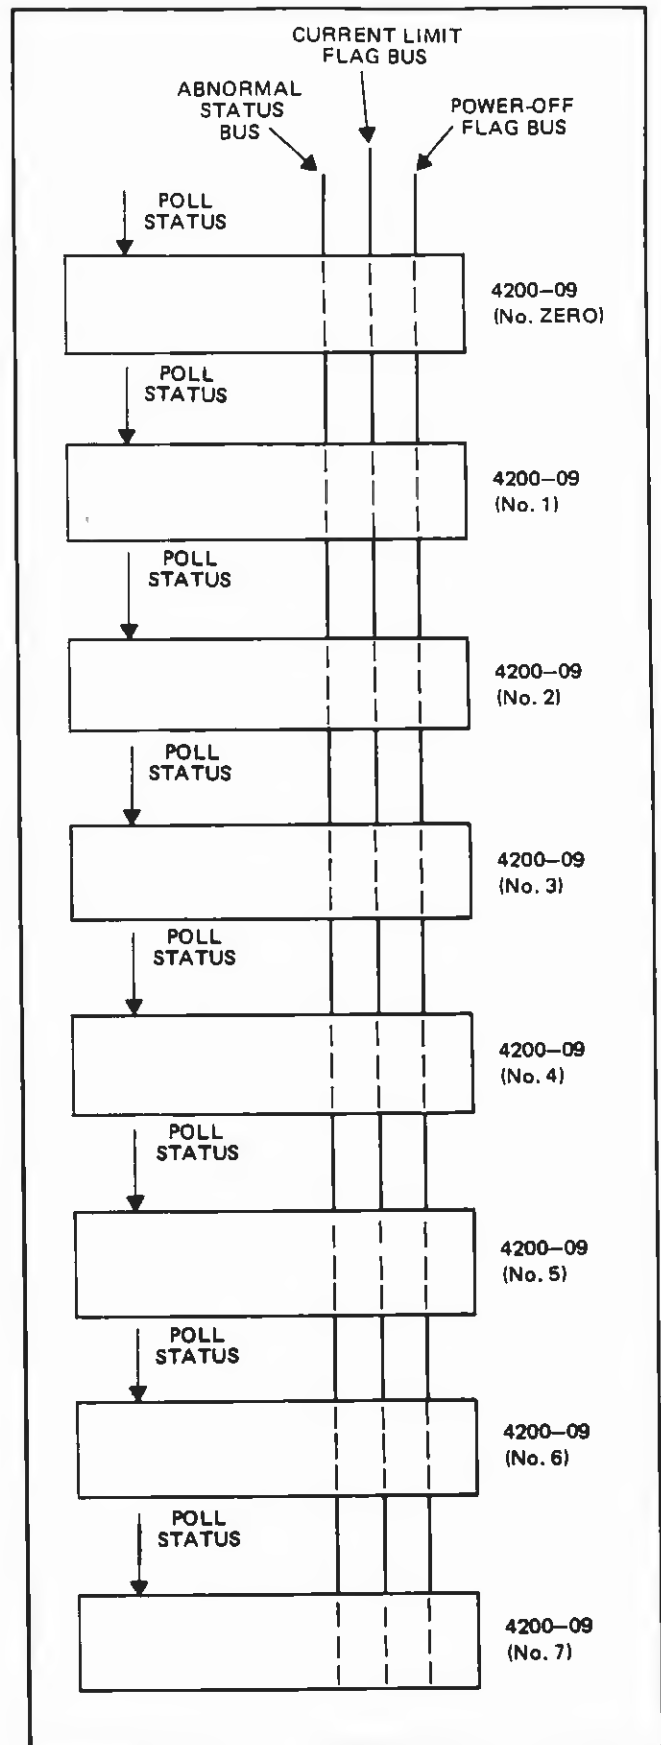 CURRENT LIMIT
FLAG BUS
ABNORMAL
STATUS
BUS
POWER-OFF
FLAG BUS
POLL
STATUS
4200-09
(No. ZERO)
POLL
STATUS
4200-09
(No. 1)
POLL
STATUS
4200-09
(No. 2)
POLL
STATUS
4200-09
(No. 3)
POLL
STATUS
4200-09
(No. 4)
POLL
STATUS
4200-09
(No. 5)
POLL
STATUS
4200-09
(No. 6)
POLL
STATUS
4200-09
(No. 7)